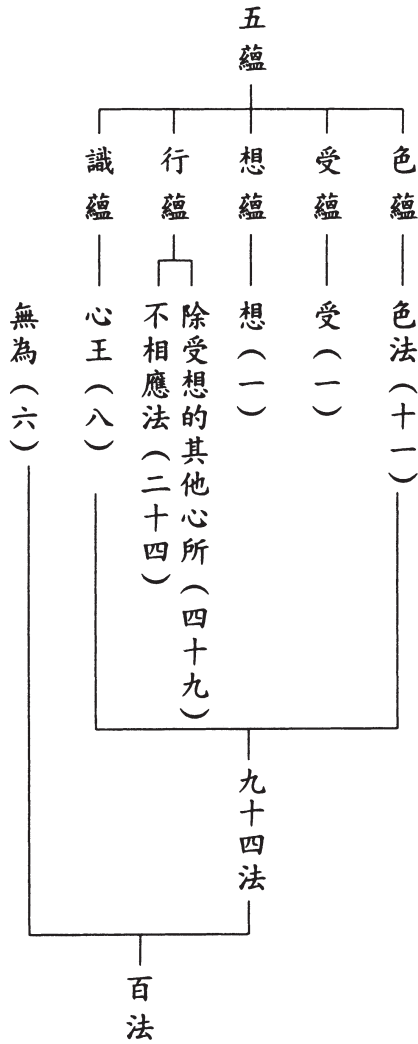 五蘊
色蘊
受蘊
想蘊
行蘊
識蘊
色法（十一）
受（一）
想（一）
除受想的其他心所（四十九）
不相應法（二十四）
心王（八）
無為（六）
九十四法
百法